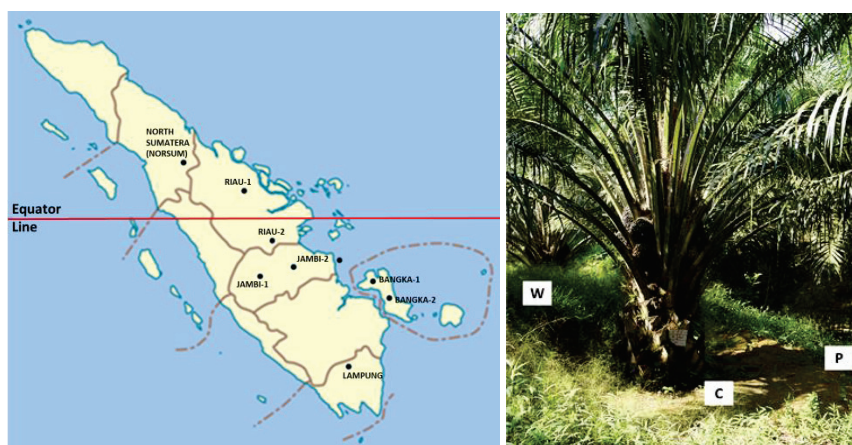 NORTH
SUMATERA
(NORSUM)
RIAU-1
Equator
Line
RIAU-2
JAMBI-2
JAMBI-1
BANGKA-1
BANGKA-2
LAMPUNG
W
P
C